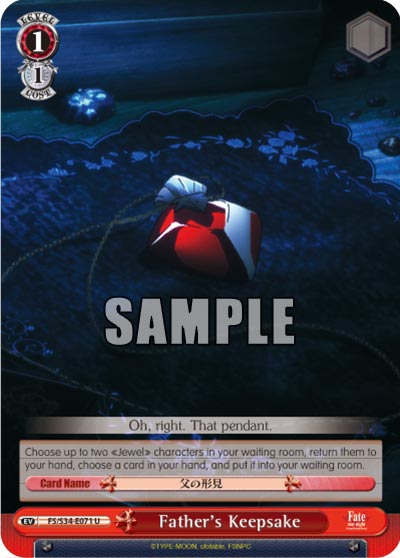 LEVEL
1
1
COST
SAMPLE
Oh, right. That pendant.
Choose up to two «Jewel» characters in your waiting room, return them to
your hand, choose a card in your hand, and put it into your waiting room.
Card Name 父の形見
EV FS/S34-E071 U Father's Keepsake Fate
©TYPE-MOON, ufotable, FSNPC